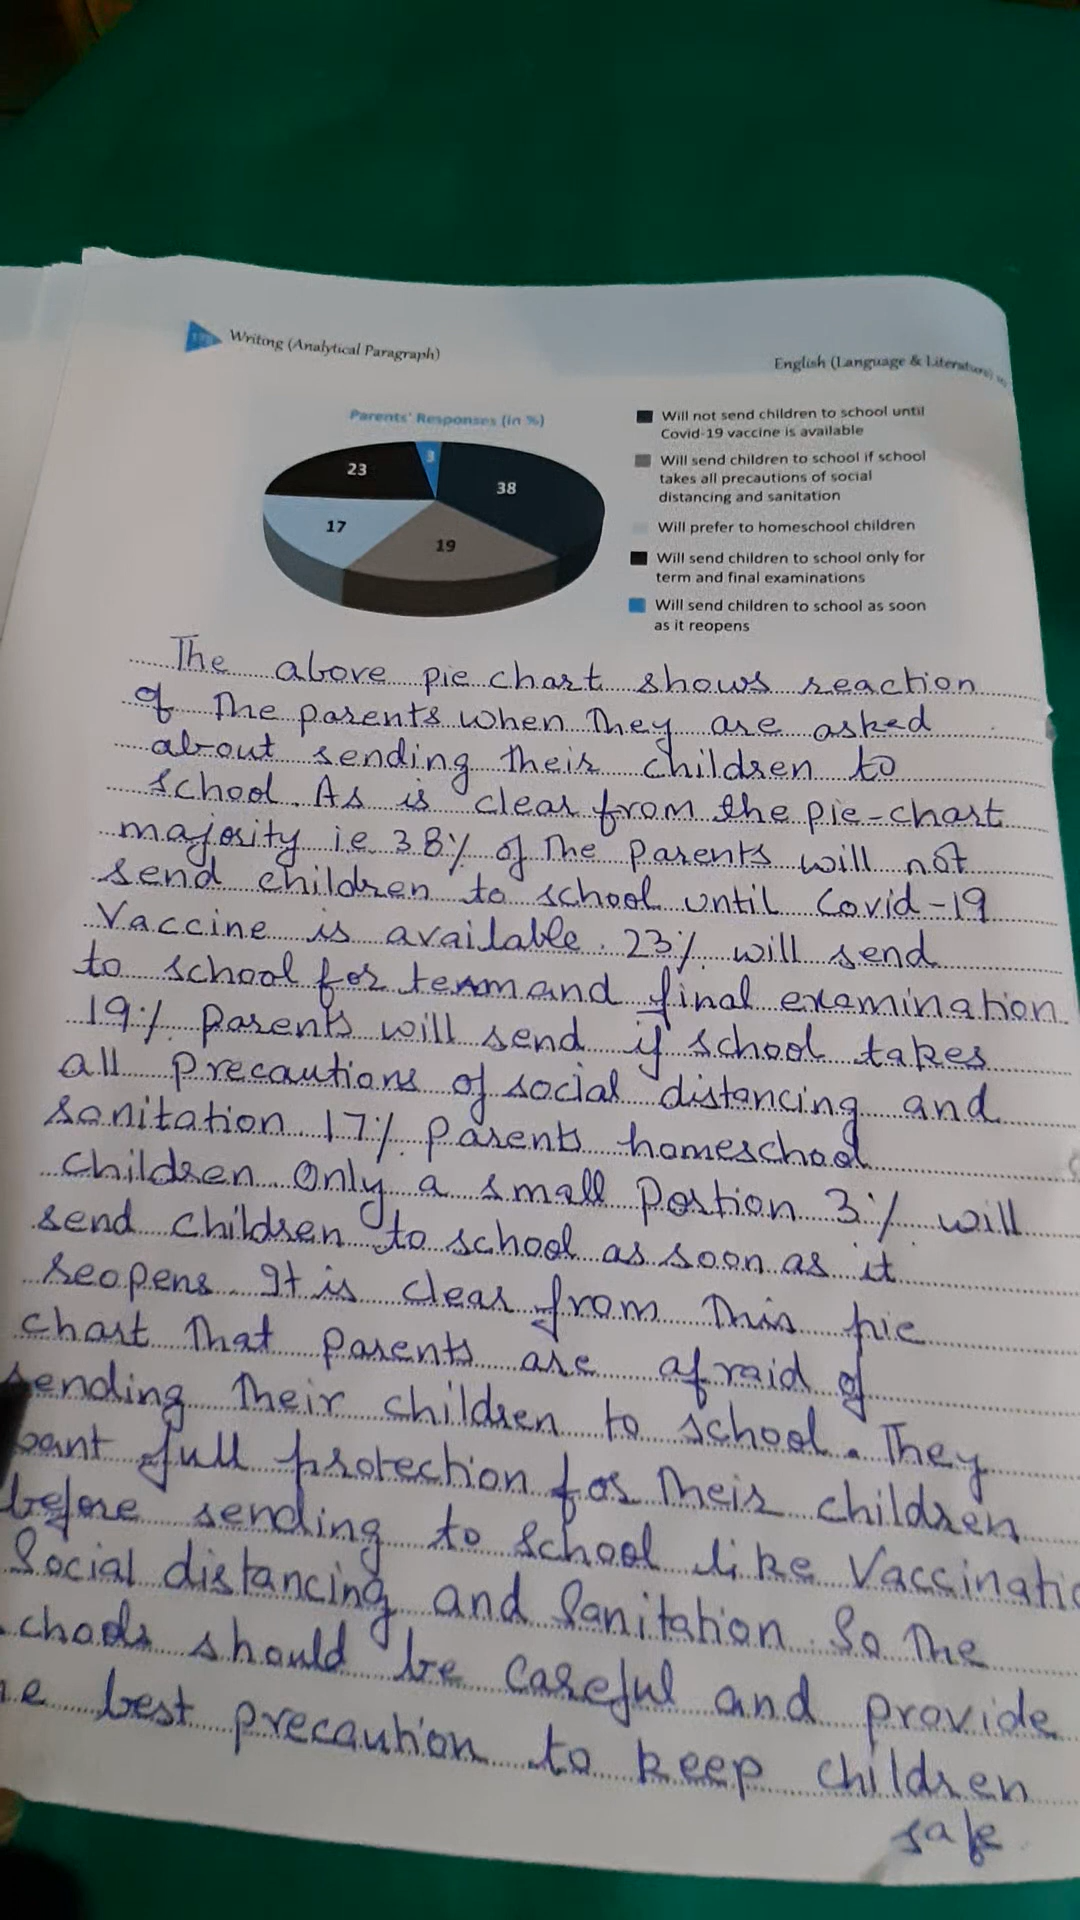 Writing (Analytical Paragraph)
English (Language & Literature)
Parents' Responses (in %)
3
23
38
17
19
Will not send children to school until
Covid-19 vaccine is available
Will send children to school if school
takes all precautions of social
distancing and sanitation
Will prefer to homeschool children
Will send children to school only for
term and final examinations
Will send children to school as soon
as it reopens
The above pie chart shows reaction
of the parents when they are asked
about sending their children to
school. As is clear from the pie-chart
majority i.e. 38% of the parents will not
send children to school until Covid-19
Vaccine is available. 23% will send
to school for term and final examination.
19% parents will send if school takes
all precautions of social distancing and
sanitation. 17% parents homeschool
children. Only a small portion 3% will
send children to school as soon as it
reopens. It is clear from this pie
chart that parents are afraid of
sending their children to school. They
want full protection for their children
before sending to school like Vaccinatio
Social distancing and Sanitation. So the
chools should be careful and provide
he best precaution to keep children
safe